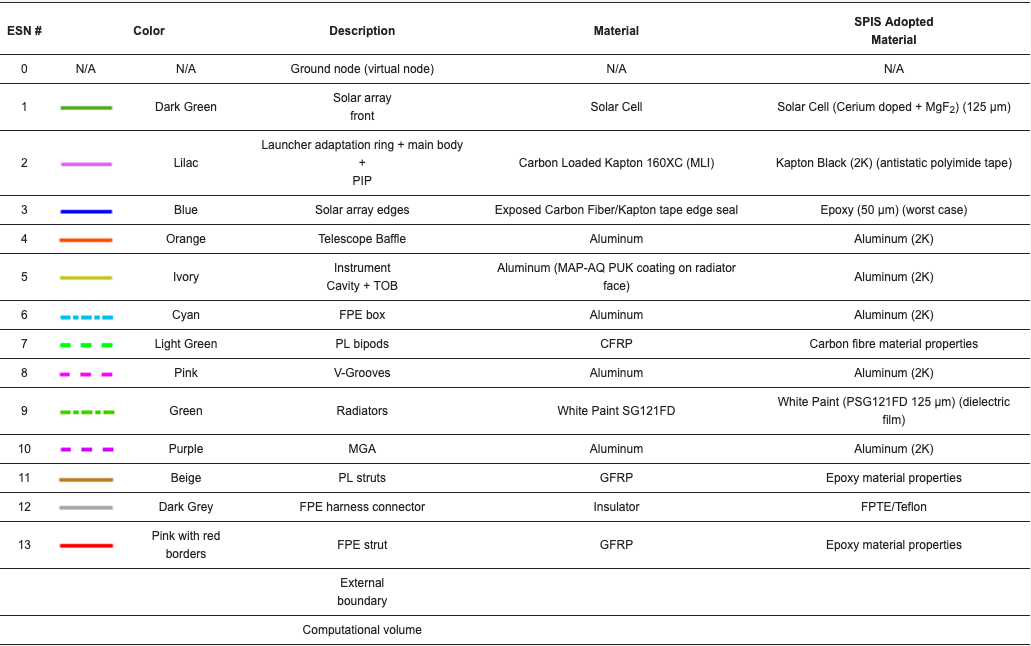 ESN # Color Description Material SPIS Adopted
Material
0 N/A N/A Ground node (virtual node) N/A N/A
1 Dark Green Solar array
front Solar Cell Solar Cell (Cerium doped + MgF₂) (125 μm)
2 Lilac Launcher adaptation ring + main body
+
PIP Carbon Loaded Kapton 160XC (MLI) Kapton Black (2K) (antistatic polyimide tape)
3 Blue Solar array edges Exposed Carbon Fiber/Kapton tape edge seal Epoxy (50 μm) (worst case)
4 Orange Telescope Baffle Aluminum Aluminum (2K)
5 Ivory Instrument
Cavity + TOB Aluminum (MAP-AQ PUK coating on radiator
face) Aluminum (2K)
6 Cyan FPE box Aluminum Aluminum (2K)
7 Light Green PL bipods CFRP Carbon fibre material properties
8 Pink V-Grooves Aluminum Aluminum (2K)
9 Green Radiators White Paint SG121FD White Paint (PSG121FD 125 μm) (dielectric
film)
10 Purple MGA Aluminum Aluminum (2K)
11 Beige PL struts GFRP Epoxy material properties
12 Dark Grey FPE harness connector Insulator FPTE/Teflon
13 Pink with red
borders FPE strut GFRP Epoxy material properties
External
boundary
Computational volume